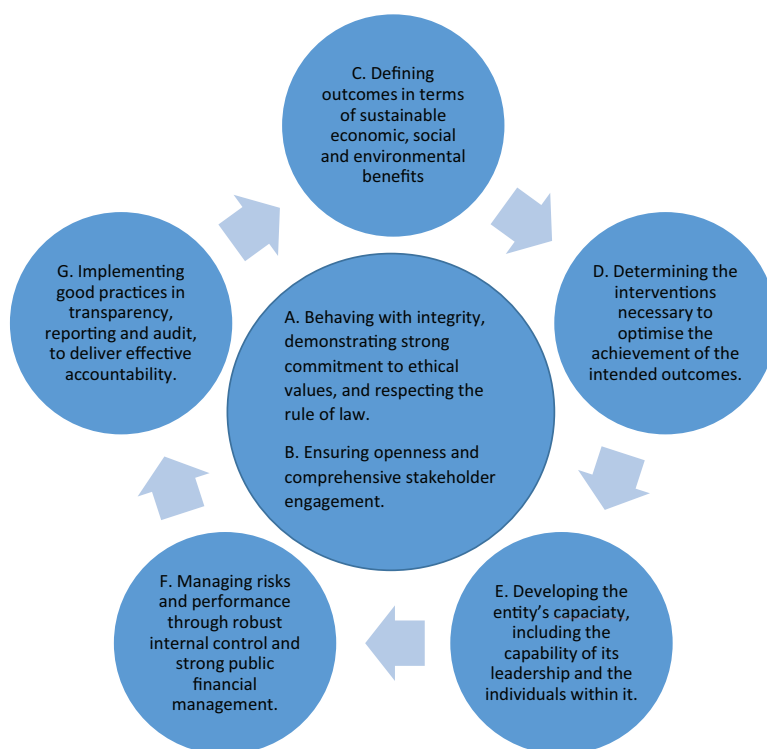 C. Defining
outcomes in terms
of sustainable
economic, social
and environmental
benefits
D. Determining the
interventions
necessary to
optimise the
achievement of the
intended outcomes.
E. Developing the
entity's capaciaty,
including the
capability of its
leadership and the
individuals within it.
F. Managing risks
and performance
through robust
internal control and
strong public
financial
management.
G. Implementing
good practices in
transparency,
reporting and audit,
to deliver effective
accountability.
A. Behaving with integrity,
demonstrating strong
commitment to ethical
values, and respecting the
rule of law.
B. Ensuring openness and
comprehensive stakeholder
engagement.